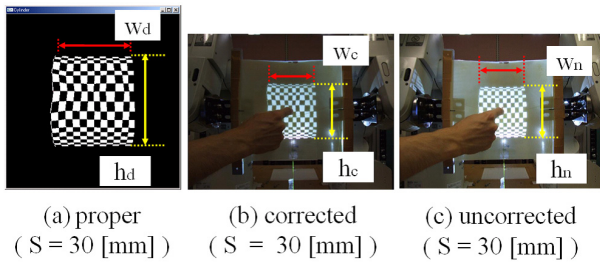 Cylinder
wd
wc
wn
hd
hc
hn
(a) proper
(b) corrected
(c) uncorrected
( S = 30 [mm] )
( S = 30 [mm] )
( S = 30 [mm] )